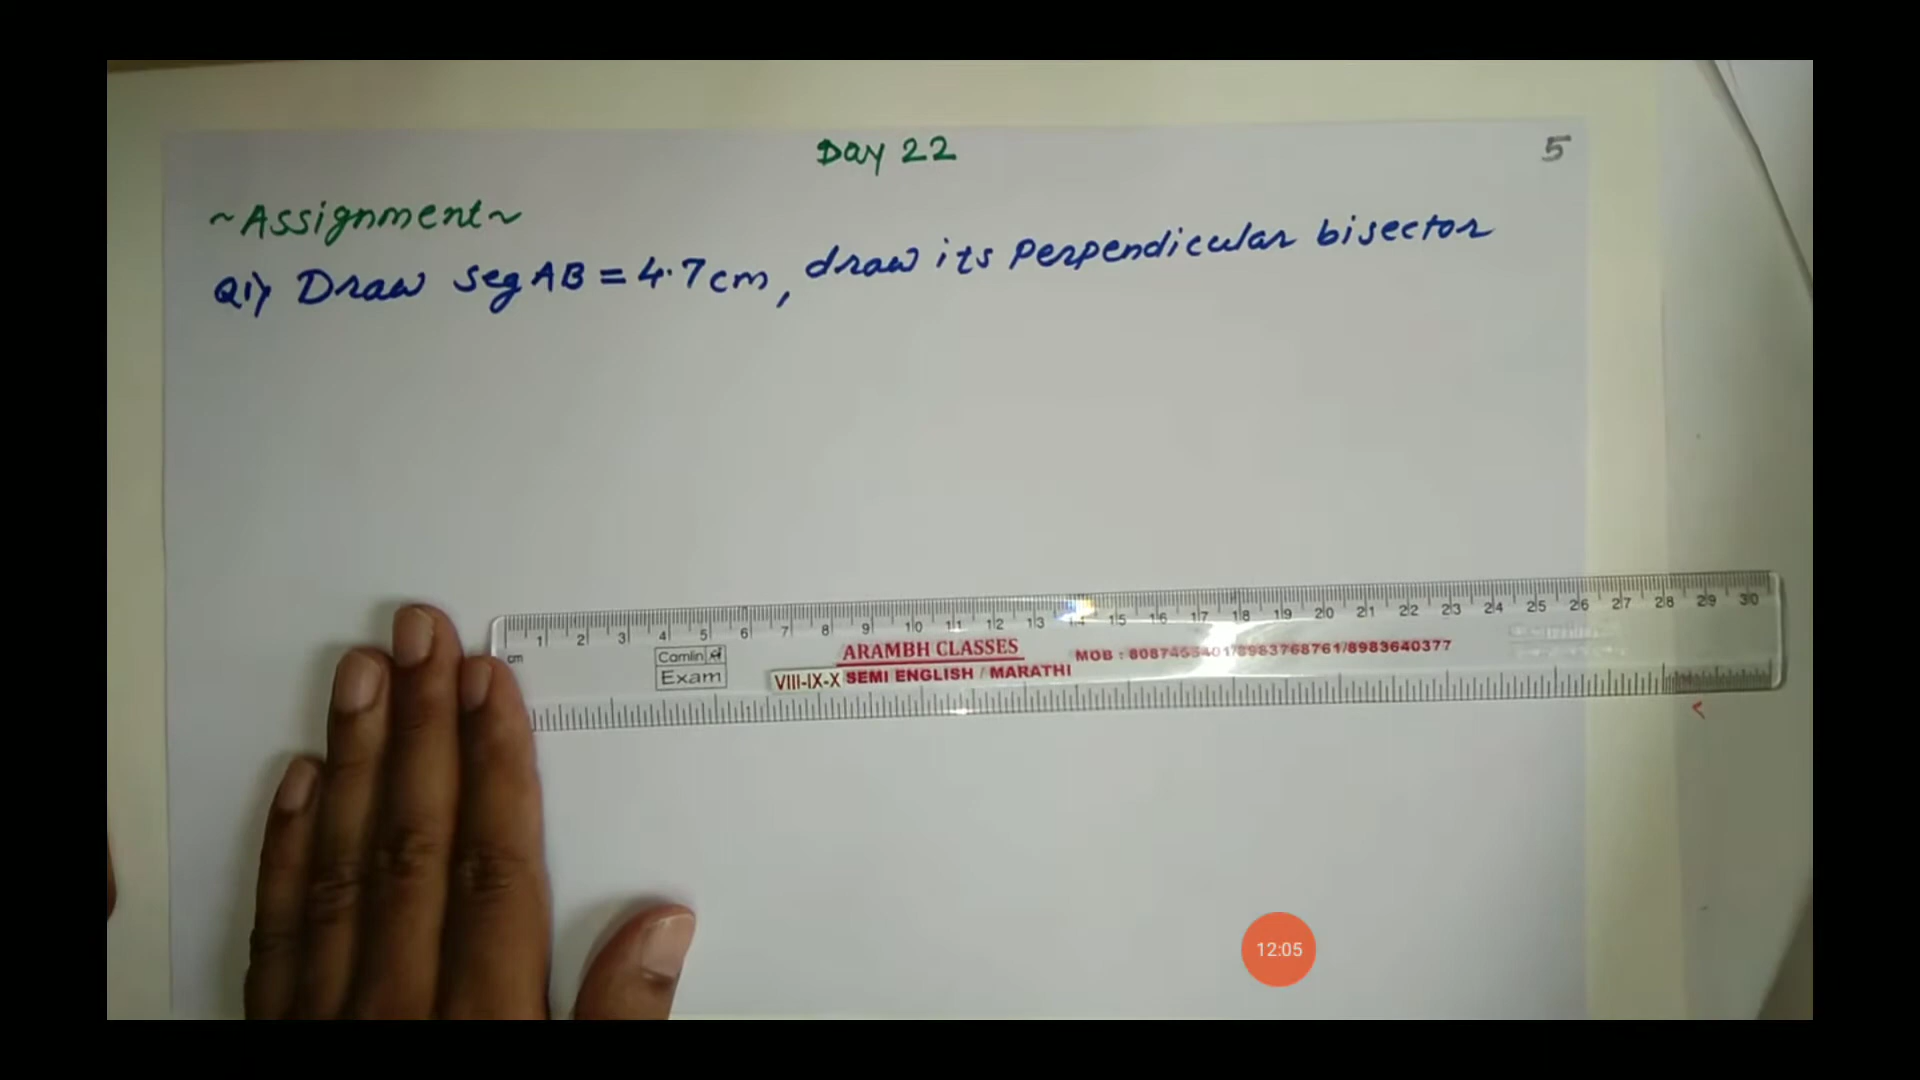 Day 22
5
~Assignment~
Q1) Draw seg AB = 4.7 cm, draw its perpendicular bisector
1 2 3 4 5 6 7 8 9 10 11 12 13 14 15 16 17 18 19 20 21 22 23 24 25 26 27 28 29 30
cm
Camlin
Exam
ARAMBH CLASSES
VIII-IX-X SEMI ENGLISH / MARATHI
MOB : 8983768761/8983640377
12:05